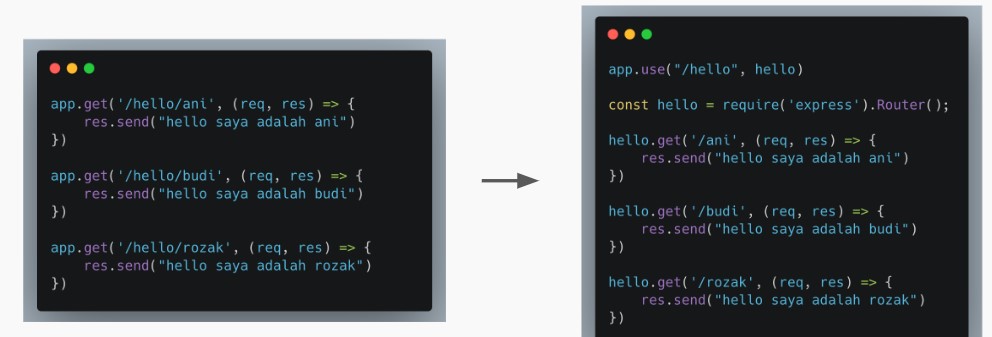 app.get('/hello/ani', (req, res) => {
    res.send("hello saya adalah ani")
})
app.get('/hello/budi', (req, res) => {
    res.send("hello saya adalah budi")
})
app.get('/hello/rozak', (req, res) => {
    res.send("hello saya adalah rozak")
})
app.use("/hello", hello)
const hello = require('express').Router();
hello.get('/ani', (req, res) => {
    res.send("hello saya adalah ani")
})
hello.get('/budi', (req, res) => {
    res.send("hello saya adalah budi")
})
hello.get('/rozak', (req, res) => {
    res.send("hello saya adalah rozak")
})